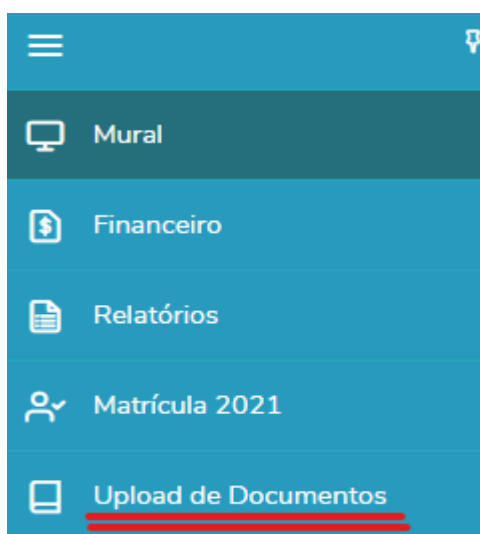 Mural
Financeiro
Relatórios
Matrícula 2021
Upload de Documentos